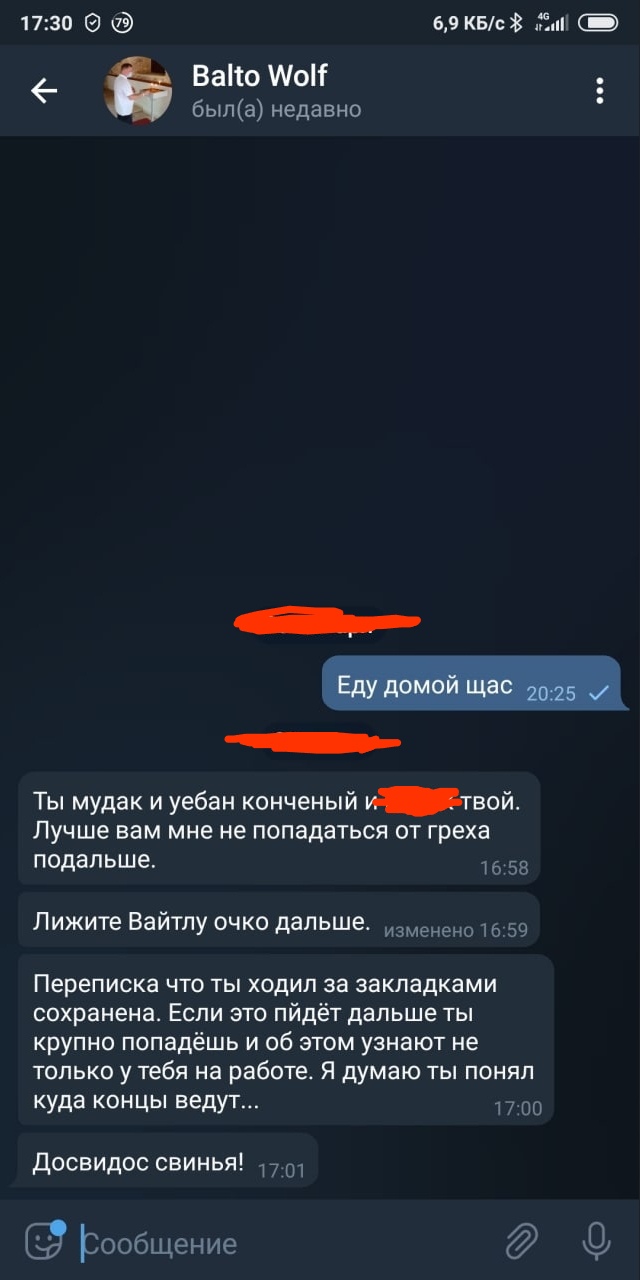 17:30 79 6,9 КБ/с 4G
Balto Wolf
был(а) недавно
Еду домой щас 20:25
Ты мудак и уебан конченый и твой.
Лучше вам мне не попадаться от греха
подальше. 16:58
Лижите Вайтлу очко дальше. изменено 16:59
Переписка что ты ходил за закладками
сохранена. Если это пйдёт дальше ты
крупно попадёшь и об этом узнают не
только у тебя на работе. Я думаю ты понял
куда концы ведут... 17:00
Досвидос свинья! 17:01
Сообщение